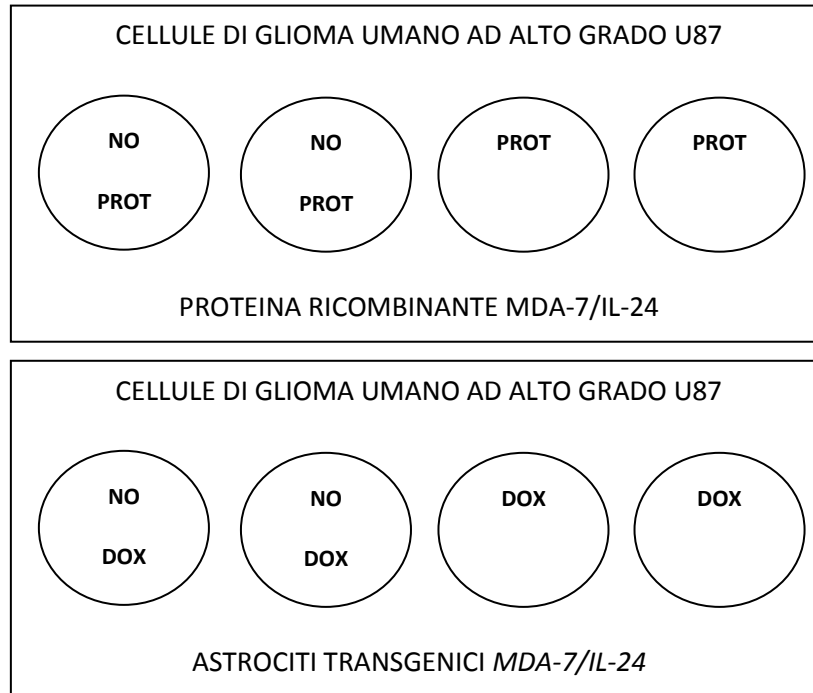 CELLULE DI GLIOMA UMANO AD ALTO GRADO U87
NO NO PROT PROT
PROT PROT
PROTEINA RICOMBINANTE MDA-7/IL-24
CELLULE DI GLIOMA UMANO AD ALTO GRADO U87
NO NO DOX DOX
DOX DOX
ASTROCITI TRANSGENICI MDA-7/IL-24